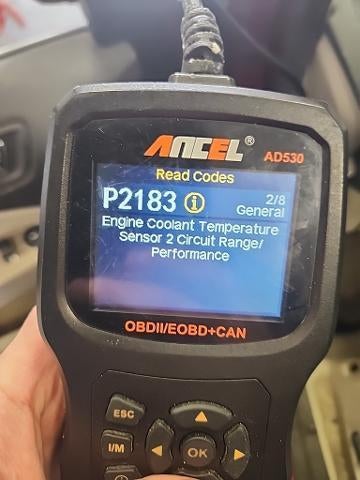 ANCEL®
AD530
Read Codes
P2183 i 2/8
General
Engine Coolant Temperature
Sensor 2 Circuit Range/
Performance
OBDII/EOBD+CAN
ESC
I/M
OK